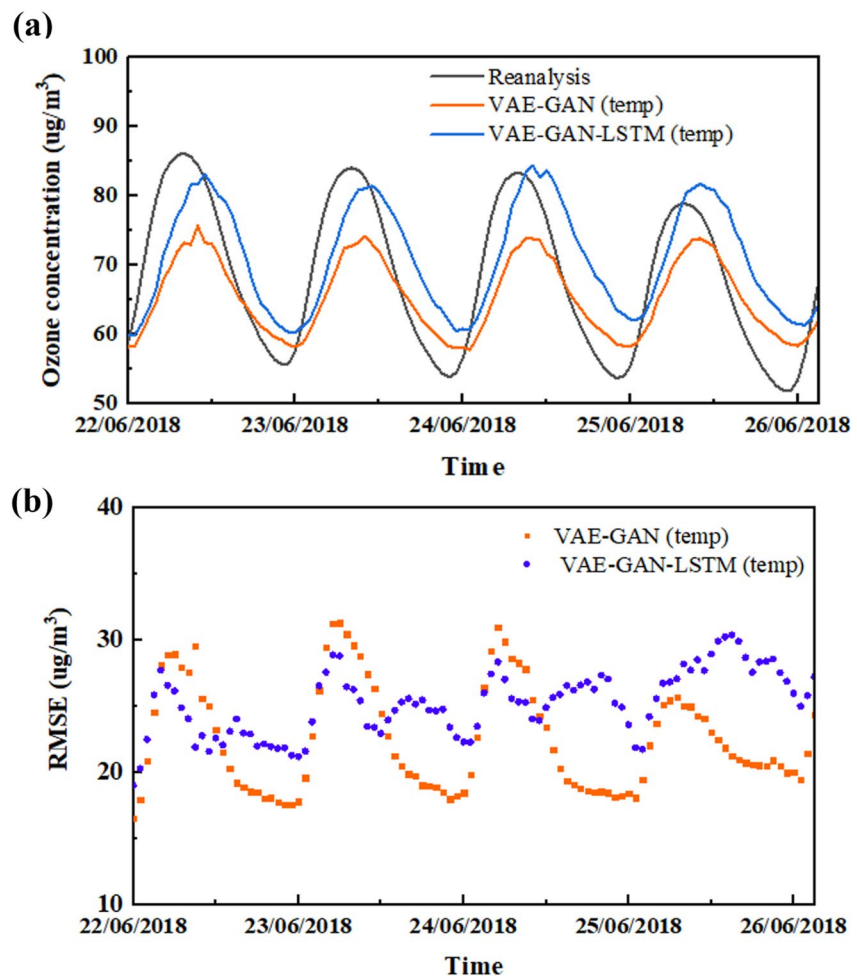 (a)
Ozone concentration (ug/m³)
100
90
80
70
60
50
Reanalysis
VAE-GAN (temp)
VAE-GAN-LSTM (temp)
22/06/2018 23/06/2018 24/06/2018 25/06/2018 26/06/2018
Time
(b)
RMSE (ug/m³)
40
30
20
10
VAE-GAN (temp)
VAE-GAN-LSTM (temp)
22/06/2018 23/06/2018 24/06/2018 25/06/2018 26/06/2018
Time